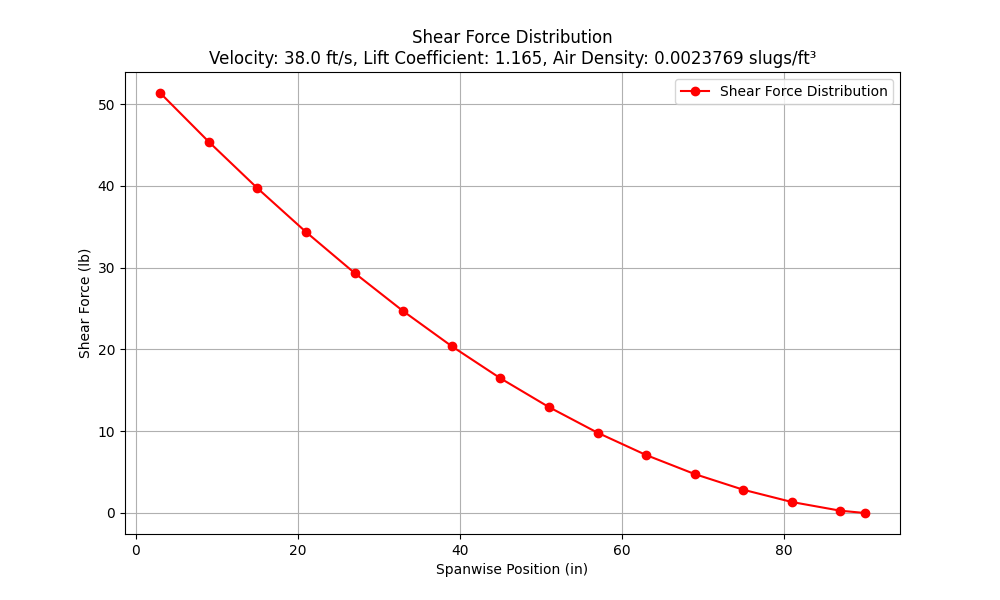 Shear Force Distribution
Velocity: 38.0 ft/s, Lift Coefficient: 1.165, Air Density: 0.0023769 slugs/ft³
Shear Force Distribution
50
40
30
20
10
0
Shear Force (lb)
0 20 40 60 80
Spanwise Position (in)